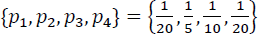 {p₁, p₂, p₃, p₄} = {1/20, 1/5, 1/10, 1/20}